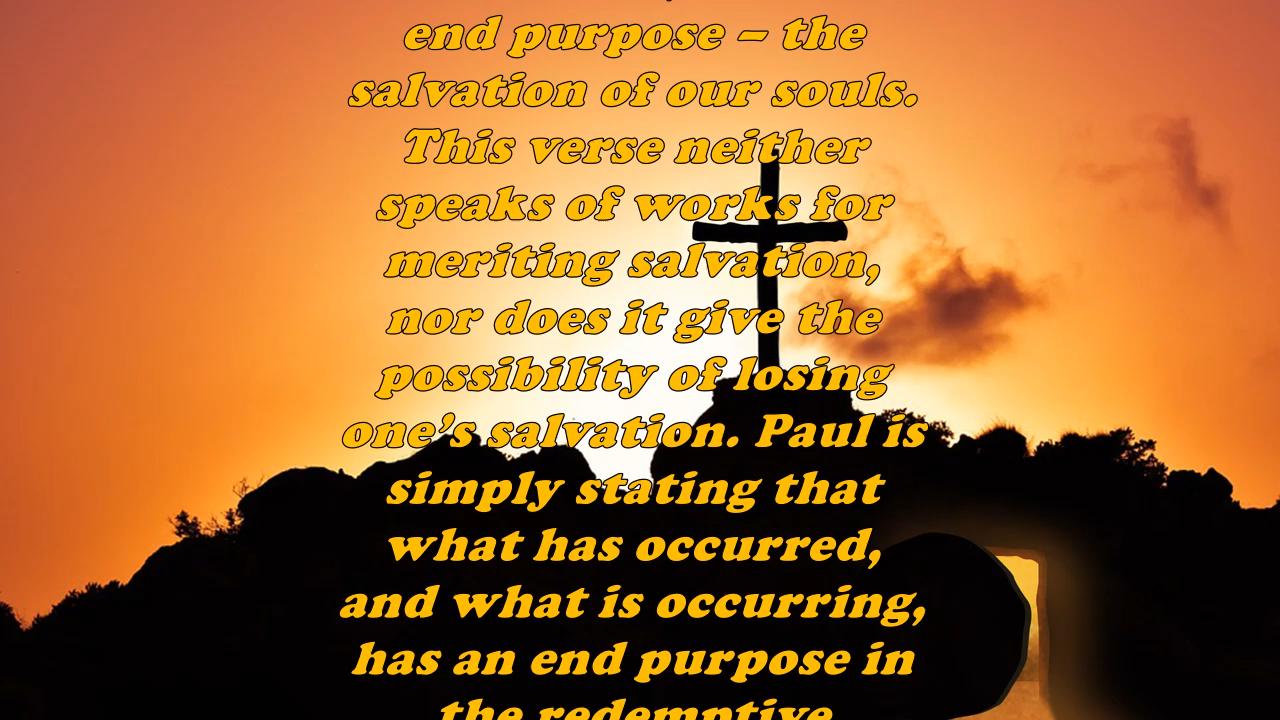 end purpose – the
salvation of our souls.
This verse neither
speaks of works for
meriting salvation,
nor does it give the
possibility of losing
one's salvation. Paul is
simply stating that
what has occurred,
and what is occurring,
has an end purpose in
the redemptive